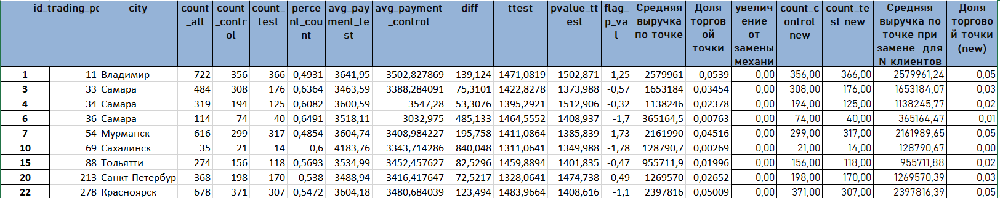 id_trading_po city count_all count_control count_test percent_count avg_payment_test avg_payment_control diff ttest pvalue_ttest flag_p_val Средняя выручка по точке Доля торговой точки увеличение от замены механи count_control new count_test new Средняя выручка по точке при замене для N клиентов Доля торговой точки (new)
1 11 Владимир 722 356 366 0,4931 3641,95 3502,827869 139,124 1471,0819 1502,871 -1,25 2579961 0,0539 0,00 356,00 366,00 2579961,24 0,05
3 33 Самара 484 308 176 0,6364 3463,59 3388,284091 75,3101 1422,8278 1373,988 -0,57 1653184 0,03454 0,00 308,00 176,00 1653184,07 0,03
4 34 Самара 319 194 125 0,6082 3600,59 3547,28 53,3076 1395,2921 1512,906 -0,32 1138246 0,02378 0,00 194,00 125,00 1138245,77 0,02
6 36 Самара 114 74 40 0,6491 3518,11 3032,975 485,133 1464,5552 1408,937 -1,7 365164,5 0,00763 0,00 74,00 40,00 365164,47 0,01
7 54 Мурманск 616 299 317 0,4854 3604,74 3408,984227 195,758 1411,0864 1385,839 -1,73 2161990 0,04516 0,00 299,00 317,00 2161989,65 0,05
10 69 Сахалинск 35 21 14 0,6 4183,76 3343,714286 840,048 1311,0641 1349,988 -1,78 128790,7 0,00269 0,00 21,00 14,00 128790,67 0,00
15 88 Тольятти 274 156 118 0,5693 3534,99 3452,457627 82,5296 1459,8894 1401,835 -0,47 955711,9 0,01996 0,00 156,00 118,00 955711,88 0,02
20 213 Санкт-Петербур 368 198 170 0,538 3488,94 3416,417647 72,5217 1328,0641 1474,738 -0,49 1269570 0,02652 0,00 198,00 170,00 1269570,39 0,03
22 278 Красноярск 678 371 307 0,5472 3604,18 3480,684039 123,494 1483,9664 1408,616 -1,1 2397816 0,05009 0,00 371,00 307,00 2397816,39 0,05